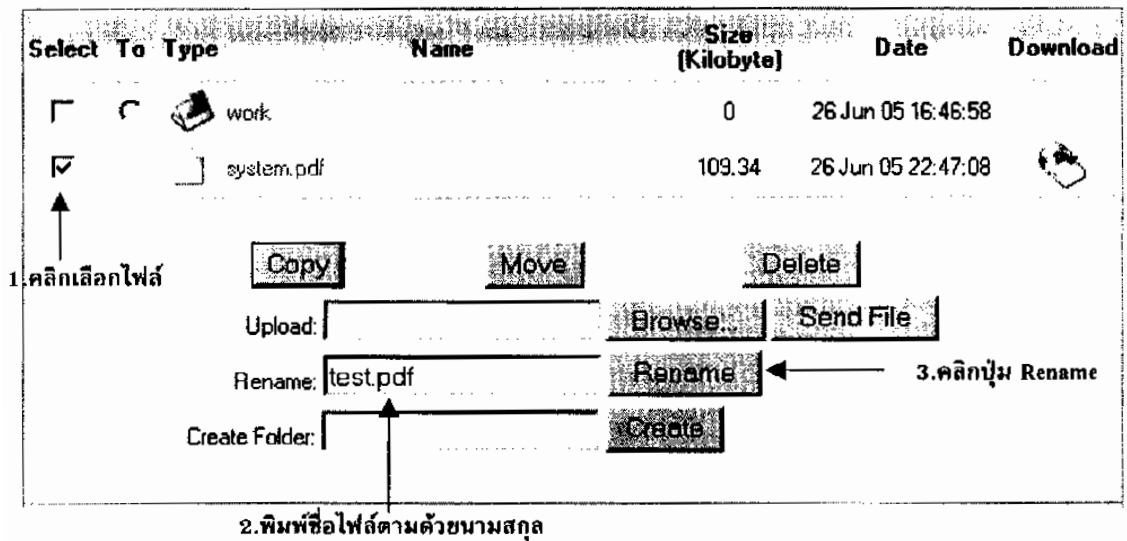 Select To Type Name Size (Kilobyte) Date Download
work 0 26 Jun 05 16:46:58
system.pdf 109.34 26 Jun 05 22:47:08
1.คลิกเลือกไฟล์
Copy Move Delete
Upload: Browse... Send File
Rename: test.pdf Rename 3.คลิกปุ่ม Rename
Create Folder: Create
2.พิมพ์ชื่อไฟล์ตามด้วยนามสกุล